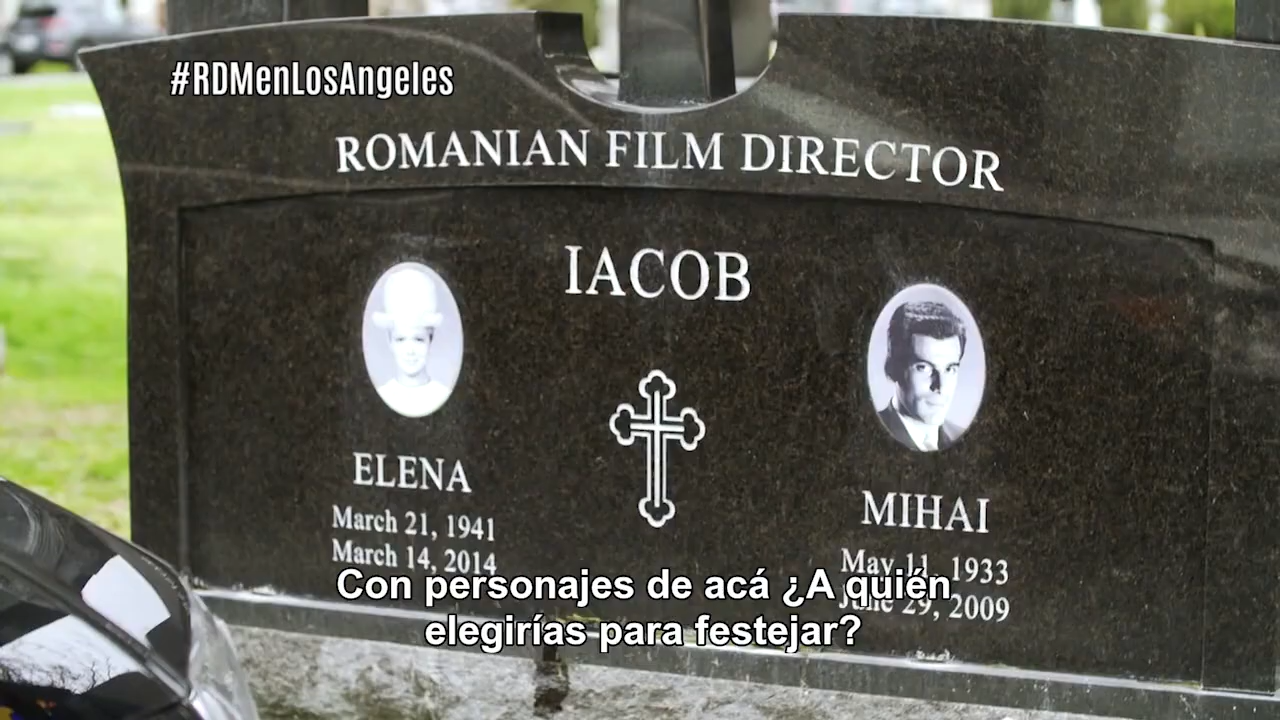 #RDMenLosAngeles
ROMANIAN FILM DIRECTOR
IACOB
ELENA
March 21, 1941
March 14, 2014
MIHAI
May 11, 1933
June 29, 2009
Con personajes de acá ¿A quién
elegirías para festejar?